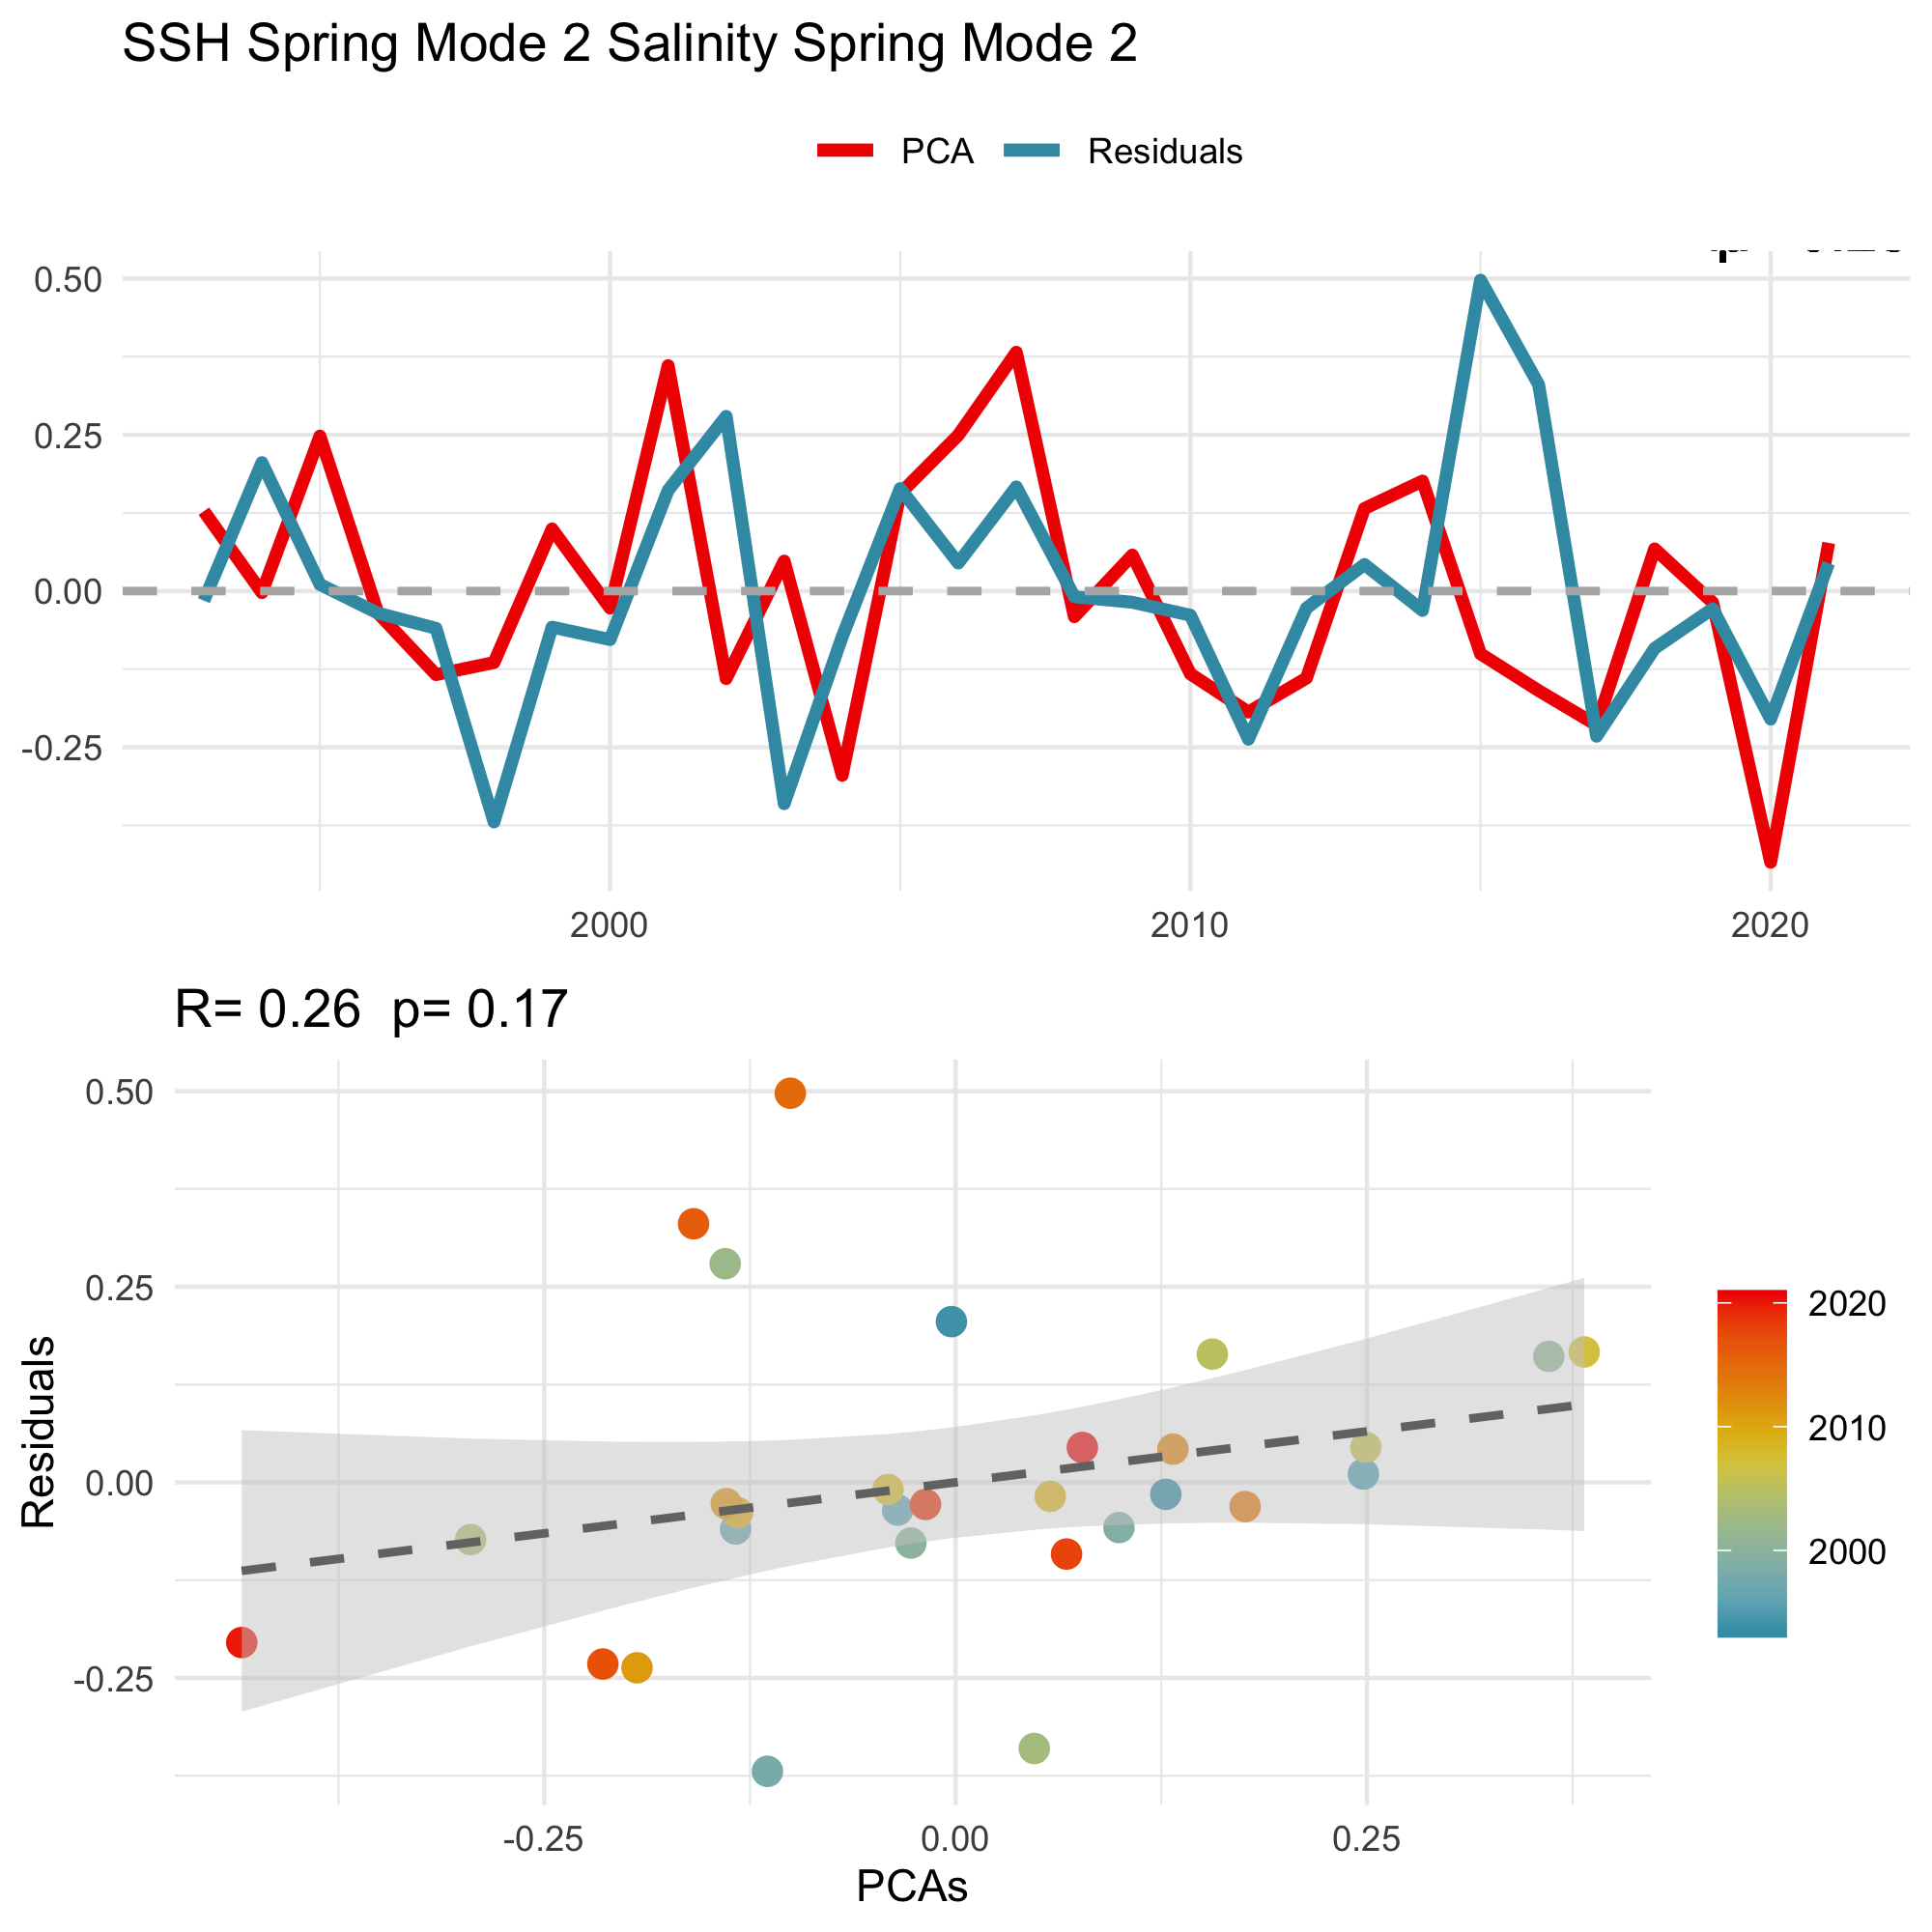 SSH Spring Mode 2 Salinity Spring Mode 2
PCA Residuals
0.50
0.25
0.00
-0.25
2000 2010 2020
R= 0.26 p= 0.17
0.50
0.25
0.00
-0.25
Residuals
-0.25 0.00 0.25
PCAs
2020
2010
2000